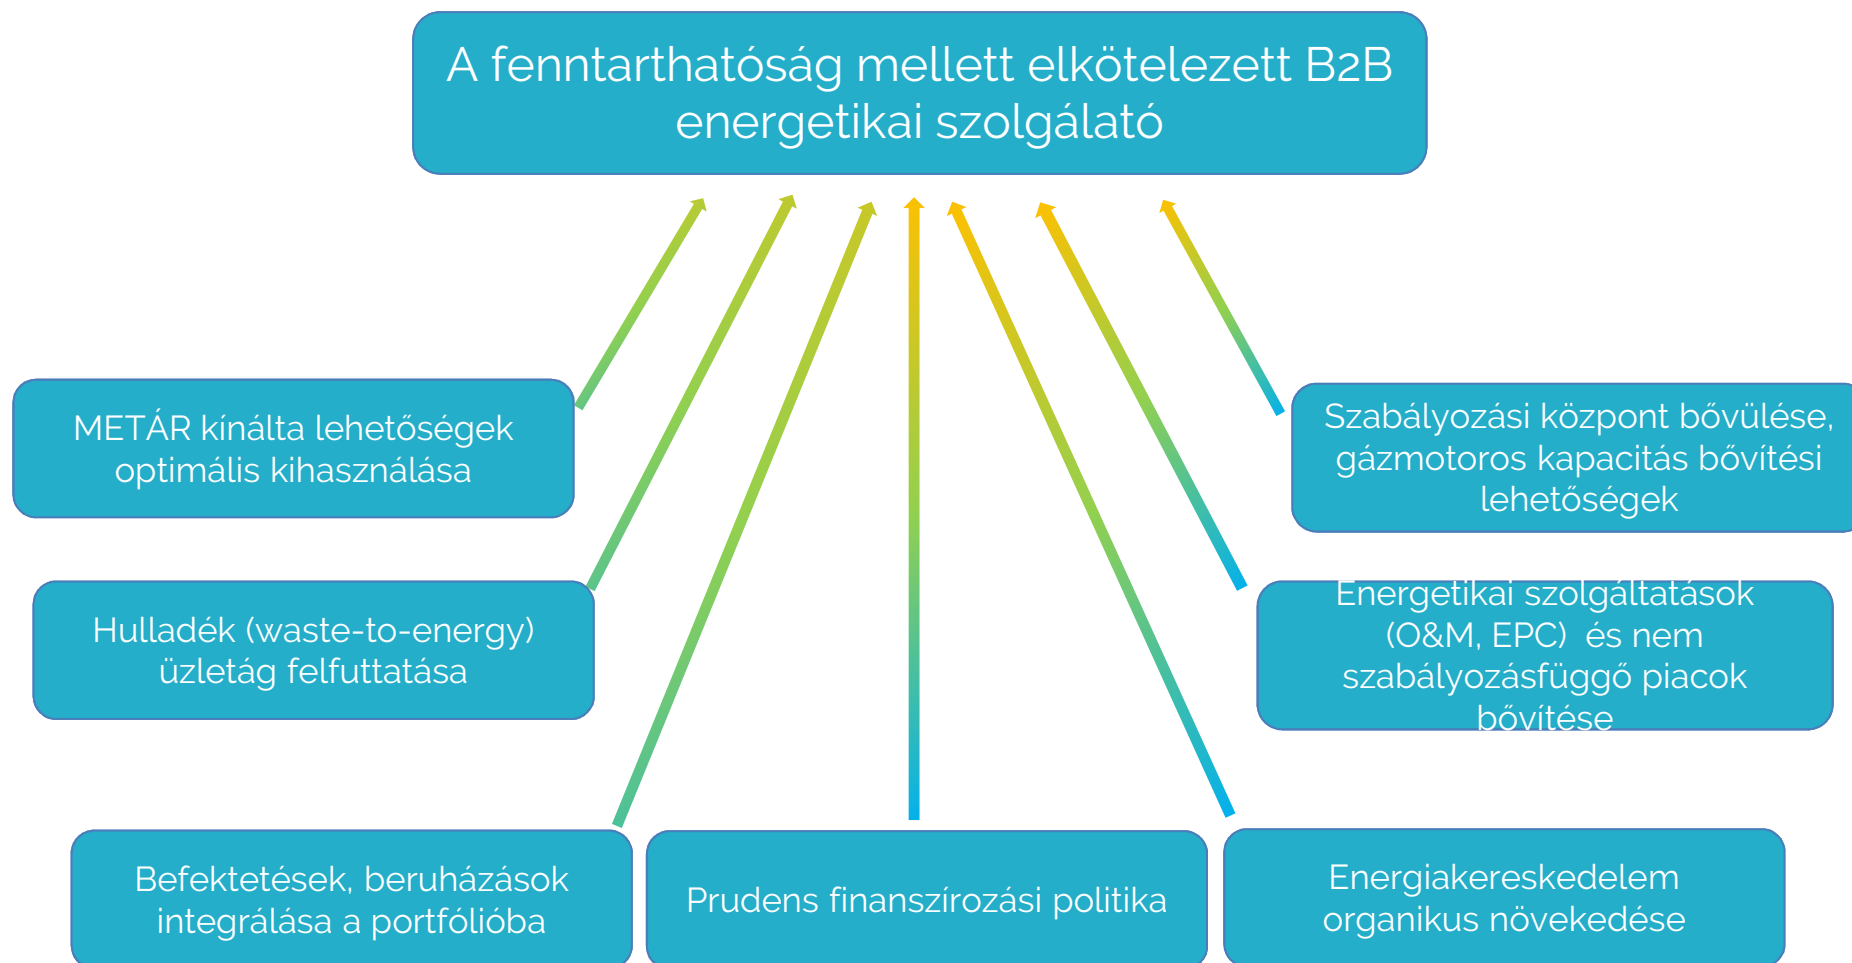 A fenntarthatóság mellett elkötelezett B2B
energetikai szolgálató
METÁR kínálta lehetőségek
optimális kihasználása
Szabályozási központ bővülése,
gázmotoros kapacitás bővítési
lehetőségek
Hulladék (waste-to-energy)
üzletág felfuttatása
Energetikai szolgáltatások
(O&M, EPC) és nem
szabályozásfüggő piacok
bővítése
Befektetések, beruházások
integrálása a portfólióba
Prudens finanszírozási politika
Energiakereskedelem
organikus növekedése